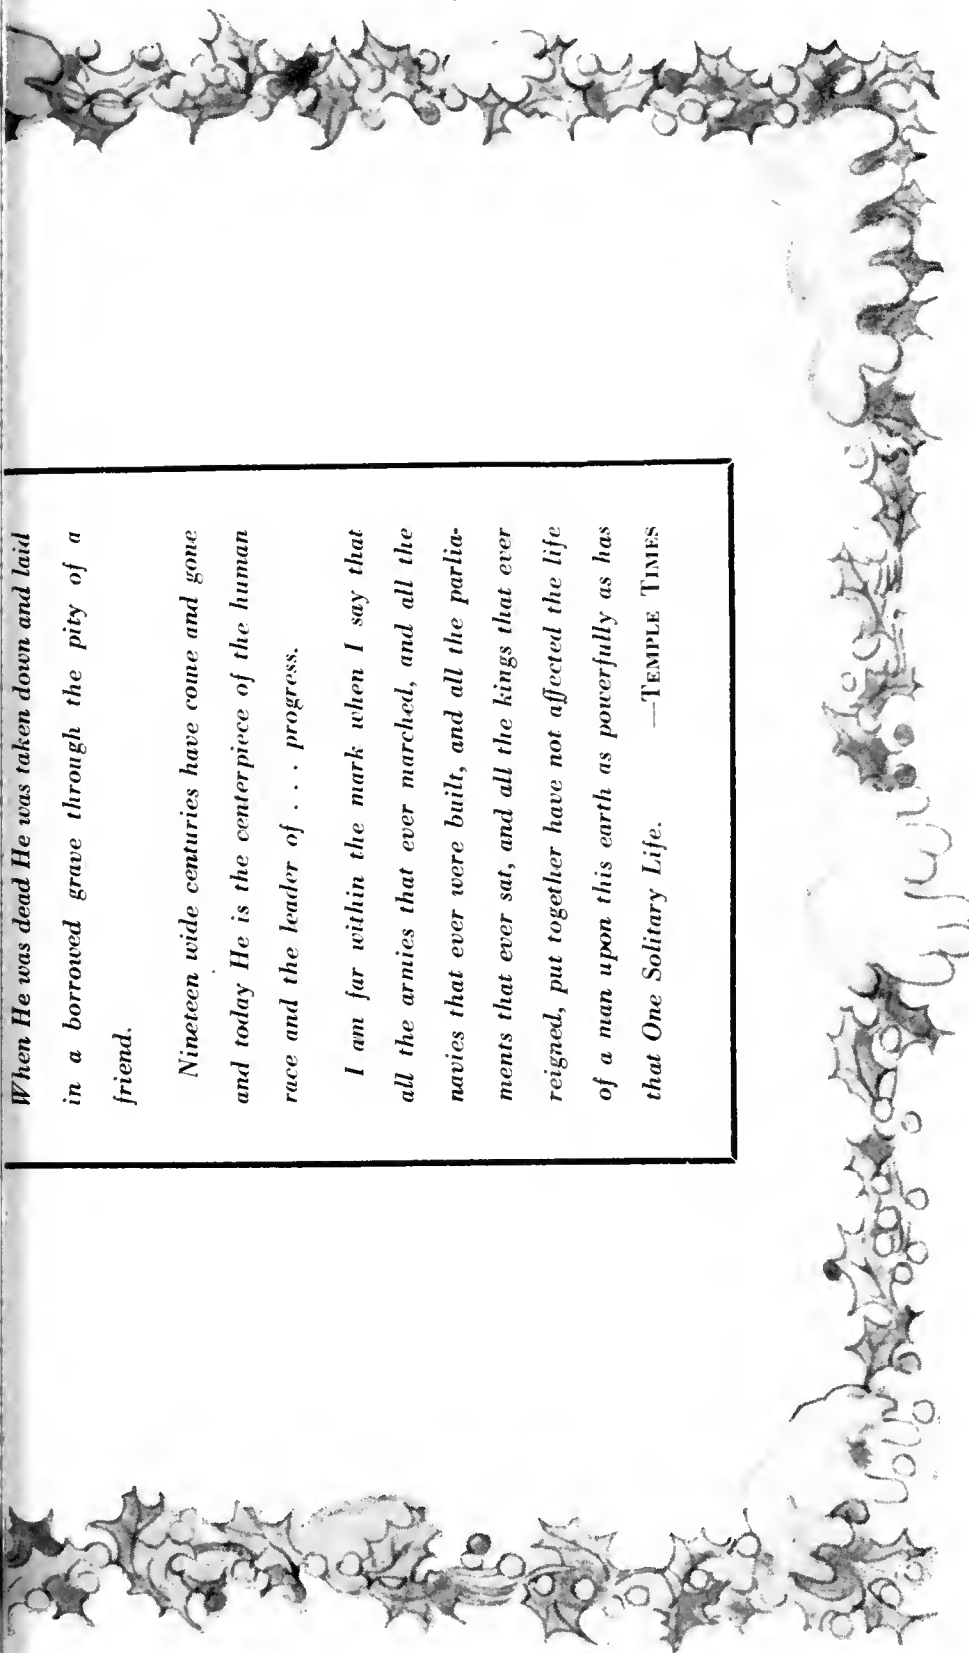 When He was dead He was taken down and laid
in a borrowed grave through the pity of a
friend.
Nineteen wide centuries have come and gone
and today He is the centerpiece of the human
race and the leader of . . . progress.
I am far within the mark when I say that
all the armies that ever marched, and all the
navies that ever were built, and all the parlia-
ments that ever sat, and all the kings that ever
reigned, put together have not affected the life
of a man upon this earth as powerfully as has
that One Solitary Life. —TEMPLE TIMES